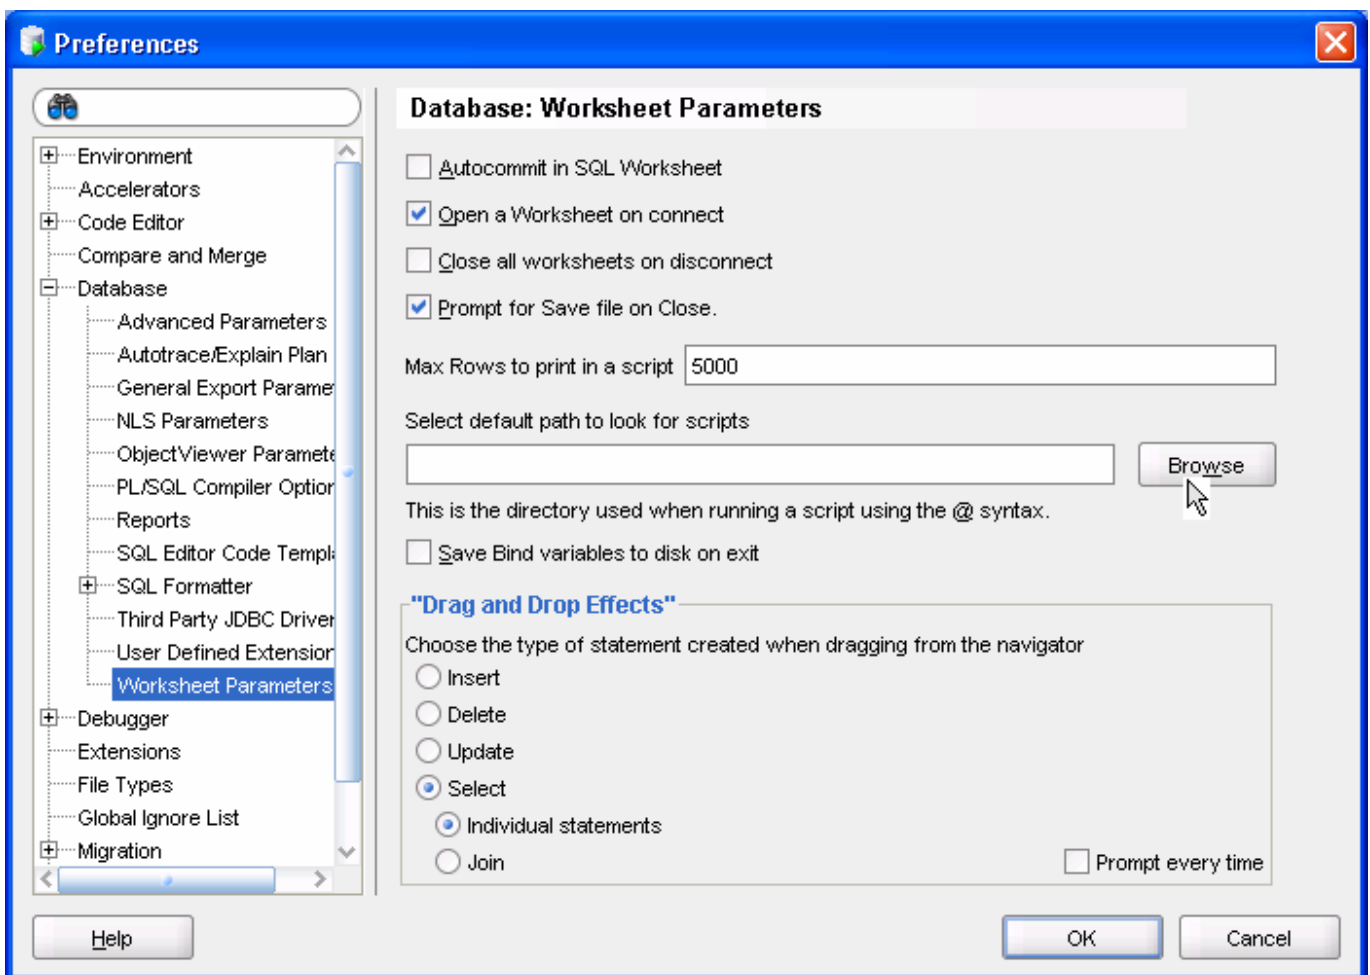 Preferences
Environment
Accelerators
Code Editor
Compare and Merge
Database
Advanced Parameters
Autotrace/Explain Plan
General Export Parame
NLS Parameters
ObjectViewer Paramete
PL/SQL Compiler Option
Reports
SQL Editor Code Templa
SQL Formatter
Third Party JDBC Driver
User Defined Extension
Worksheet Parameters
Debugger
Extensions
File Types
Global Ignore List
Migration
Database: Worksheet Parameters
Autocommit in SQL Worksheet
Open a Worksheet on connect
Close all worksheets on disconnect
Prompt for Save file on Close.
Max Rows to print in a script 5000
Select default path to look for scripts
Browse
This is the directory used when running a script using the @ syntax.
Save Bind variables to disk on exit
"Drag and Drop Effects"
Choose the type of statement created when dragging from the navigator
Insert
Delete
Update
Select
Individual statements
Join
Prompt every time
Help
OK
Cancel